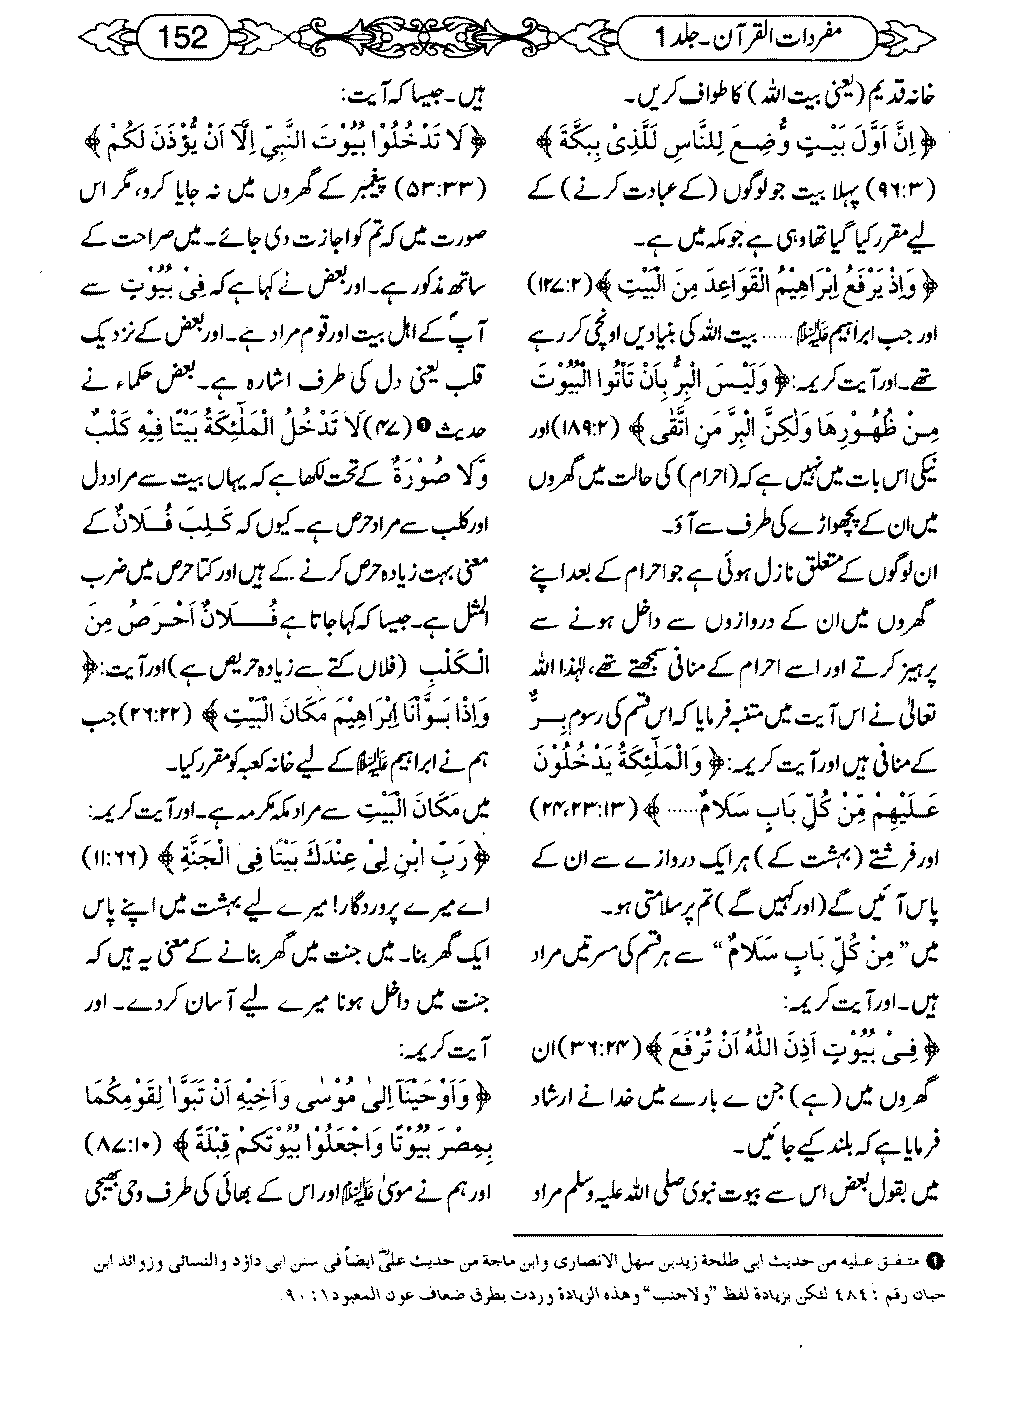 مفردات القرآن - جلد 1
152
خانہ قدیم (یعنی بیت اللہ) کا طواف کریں۔
﴿اِنَّ اَوَّلَ بَیْتٍ وُّضِعَ لِلنَّاسِ لَلَّذِیْ بِبَکَّةَ﴾
(۹۶:۳) پہلا بیت جو لوگوں (کے عبادت کرنے) کے
لیے مقرر کیا گیا تھا وہی ہے جو مکہ میں ہے۔
﴿وَاِذْ یَرْفَعُ اِبْرَاهِیْمُ الْقَوَاعِدَ مِنَ الْبَیْتِ﴾ (۱۲۷:۲)
اور جب ابراہیم علیہ السلام ...... بیت اللہ کی بنیادیں اونچی کر رہے
تھے۔ اور آیت کریمہ: ﴿وَلَیْسَ الْبِرُّ بِاَنْ تَاْتُوا الْبُیُوْتَ
مِنْ ظُهُوْرِهَا وَلٰکِنَّ الْبِرَّ مَنِ اتَّقٰی﴾ (۱۸۹:۲) اور
نیکی اس بات میں نہیں ہے کہ (احرام) کی حالت میں گھروں
میں ان کے پچھواڑے کی طرف سے آؤ۔
ان لوگوں کے متعلق نازل ہوئی ہے جو احرام کے بعد اپنے
گھروں میں ان کے دروازوں سے داخل ہونے سے
پرہیز کرتے اور اسے احرام کے منافی سمجھتے تھے، لہٰذا اللہ
تعالیٰ نے اس آیت میں متنبہ فرمایا کہ اس قسم کی رسوم بِرٌّ
کے منافی ہیں اور آیت کریمہ: ﴿وَالْمَلٰٓئِکَةُ یَدْخُلُوْنَ
عَلَیْهِمْ مِّنْ کُلِّ بَابٍ سَلَامٌ......﴾ (۲۴،۲۳:۱۳)
اور فرشتے (بہشت کے) ہر ایک دروازے سے ان کے
پاس آئیں گے (اور کہیں گے) تم پر سلامتی ہو۔
میں ”مِنْ کُلِّ بَابٍ سَلَامٌ“ سے ہر قسم کی مسرتیں مراد
ہیں۔ اور آیت کریمہ:
﴿فِیْ بُیُوْتٍ اَذِنَ اللّٰهُ اَنْ تُرْفَعَ﴾ (۳۶:۲۴) ان
گھروں میں (ہے) جن ے بارے میں خدا نے ارشاد
فرمایا ہے کہ بلند کیے جائیں۔
میں بقول بعض اس سے بیوت نبوی صلی اللہ علیہ وسلم مراد
ہیں۔ جیسا کہ آیت:
﴿لَا تَدْخُلُوْا بُیُوْتَ النَّبِیِّ اِلَّآ اَنْ یُّؤْذَنَ لَکُمْ﴾
(۵۳:۳۳) پیغمبر کے گھروں میں نہ جایا کرو، مگر اس
صورت میں کہ تم کو اجازت دی جائے۔ میں صراحت کے
ساتھ مذکور ہے۔ اور بعض نے کہا ہے کہ فِیْ بُیُوْتٍ سے
آپؐ کے اہل بیت اور قوم مراد ہے۔ اور بعض کے نزدیک
قلب یعنی دل کی طرف اشارہ ہے۔ بعض حکماء نے
حدیث ❶ (۴۷) لَا تَدْخُلُ الْمَلٰٓئِکَةُ بَیْتًا فِیْهِ کَلْبٌ
وَّلَا صُوْرَةٌ کے تحت لکھا ہے کہ یہاں بیت سے مراد دل
اور کلب سے مراد حرص ہے۔ کیوں کہ کَلِبَ فُلَانٌ کے
معنی بہت زیادہ حرص کرنے کے ہیں اور کتا حرص میں ضرب
المثل ہے۔ جیسا کہ کہا جاتا ہے فُلَانٌ اَحْرَصُ مِنَ
الْکَلْبِ (فلاں کتے سے زیادہ حریص ہے) اور آیت: ﴿
وَاِذَا بَوَّاْنَا اِبْرَاهِیْمَ مَکَانَ الْبَیْتِ﴾ (۲۶:۲۲) جب
ہم نے ابراہیم علیہ السلام کے لیے خانہ کعبہ کو مقرر کیا۔
میں مَکَانَ الْبَیْتِ سے مراد مکہ مکرمہ ہے۔ اور آیت کریمہ:
﴿رَبِّ ابْنِ لِیْ عِنْدَكَ بَیْتًا فِی الْجَنَّةِ﴾ (۱۱:۶۶)
اے میرے پروردگار! میرے لیے بہشت میں اپنے پاس
ایک گھر بنا۔ میں جنت میں گھر بنانے کے معنی یہ ہیں کہ
جنت میں داخل ہونا میرے لیے آسان کردے۔ اور
آیت کریمہ:
﴿وَاَوْحَیْنَآ اِلٰی مُوْسٰی وَاَخِیْهِ اَنْ تَبَوَّاٰ لِقَوْمِکُمَا
بِمِصْرَ بُیُوْتًا وَّاجْعَلُوْا بُیُوْتَکُمْ قِبْلَةً﴾ (۸۷:۱۰)
اور ہم نے موسیٰ علیہ السلام اور اس کے بھائی کی طرف وحی بھیجی
❶ متفق علیه من حدیث ابی طلحة زیدبن سهل الانصاری وابن ماجة من حدیث علیؓ ایضاً فی سنن ابی داؤد والنسائی وزوائد ابن
حبان رقم : ٤٨٤ لٰکن بزیادة لفظ ”ولاجنب“ وهذه الزیادة وردت بطرق ضعاف عون المعبود ١ : ٩٠